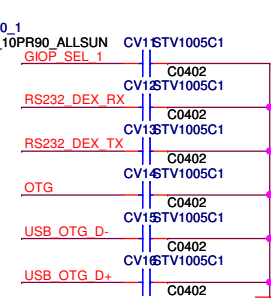 0_1
_10PR90_ALLSUN CV11 STV1005C1
GIOP_SEL_1
C0402
CV12 STV1005C1
RS232_DEX_RX
C0402
CV13 STV1005C1
RS232_DEX_TX
C0402
CV14 STV1005C1
OTG
C0402
CV15 STV1005C1
USB_OTG_D-
C0402
CV16 STV1005C1
USB_OTG_D+
C0402